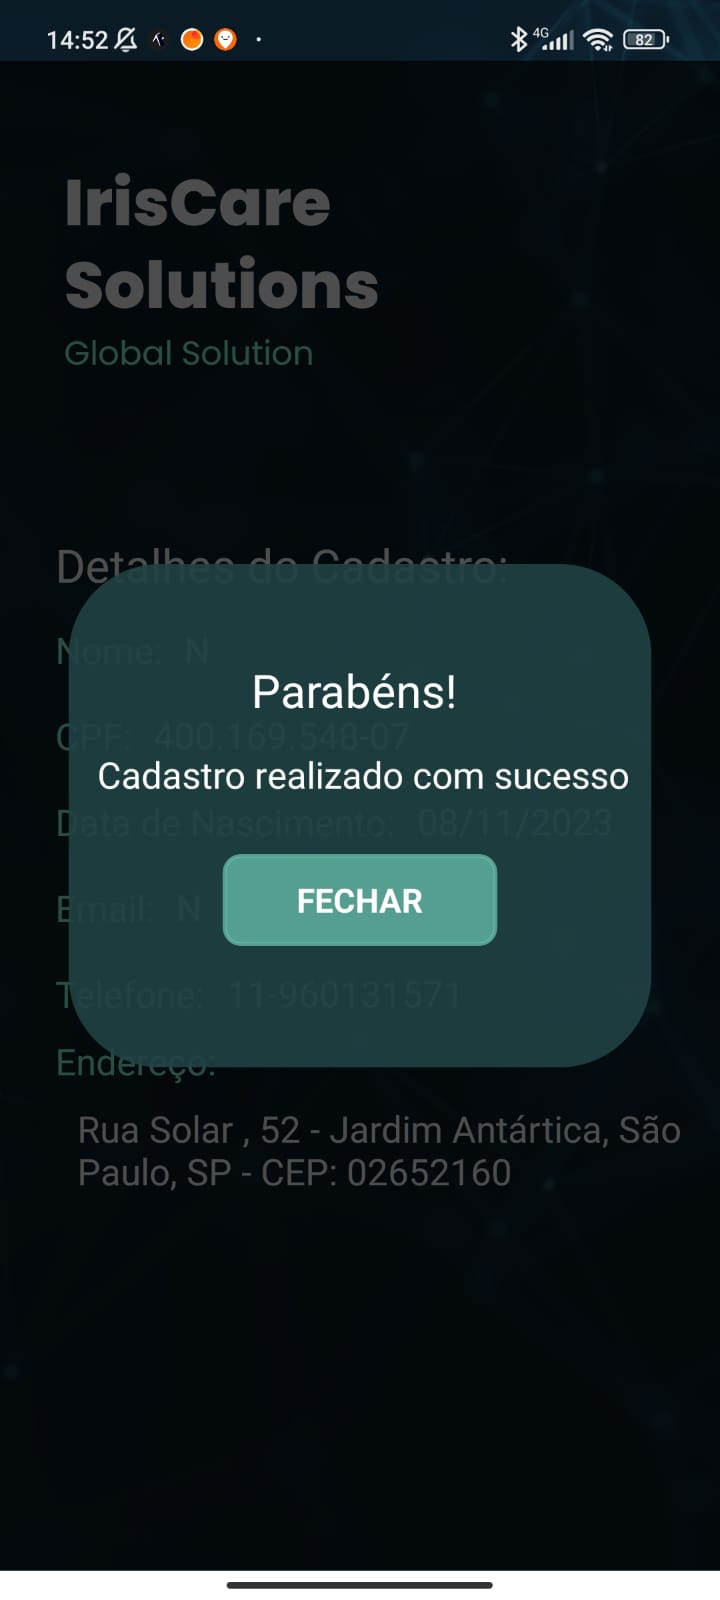 14:52 4G 82
IrisCare
Solutions
Global Solution
Detalhes do Cadastro:
Nome: N
Parabéns!
CPF: 400.169.548-07
Cadastro realizado com sucesso
Data de Nascimento: 08/11/2023
Email: N
FECHAR
Telefone: 11-960131571
Endereço:
Rua Solar , 52 - Jardim Antártica, São
Paulo, SP - CEP: 02652160